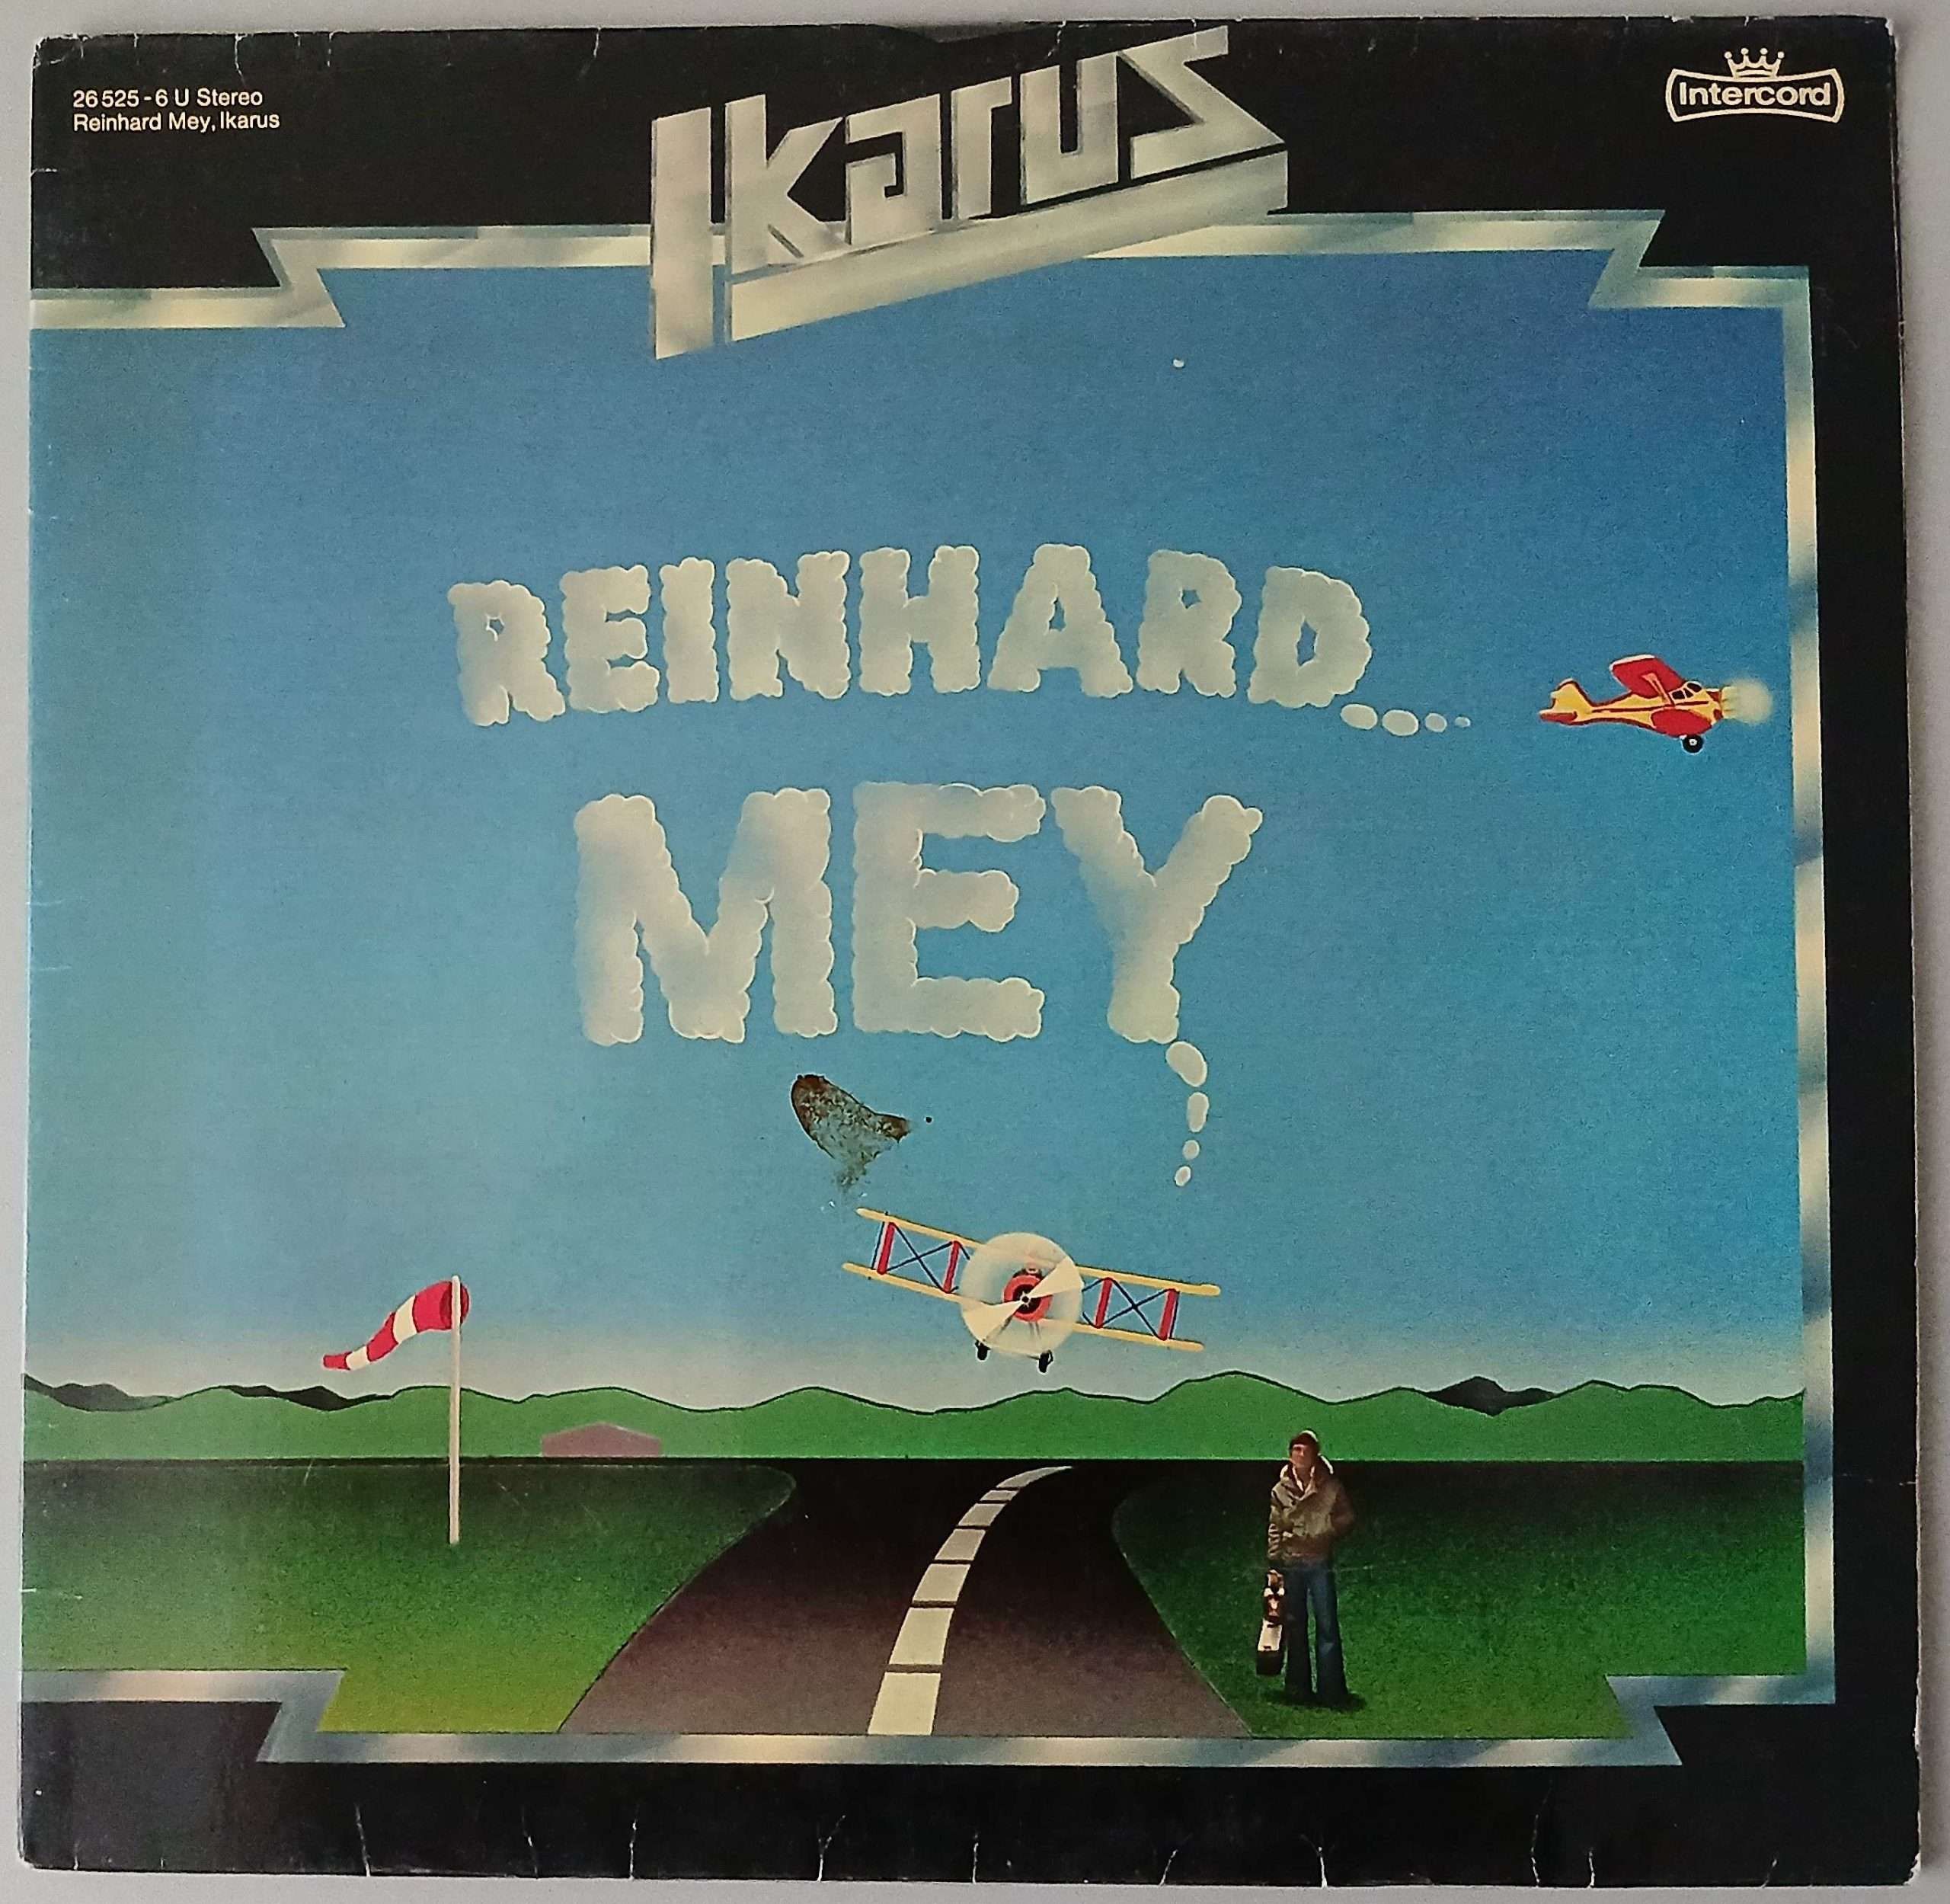 26 525 - 6 U Stereo
Reinhard Mey, Ikarus
Ikarus
Intercord
REINHARD
MEY